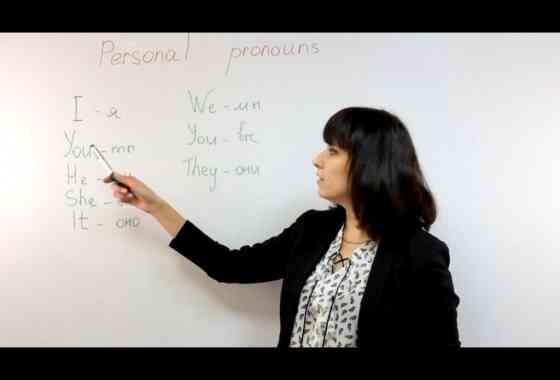 Personal pronouns
I - я
You - ты
He -
She -
It - оно
We - мы
You - вы
They - они